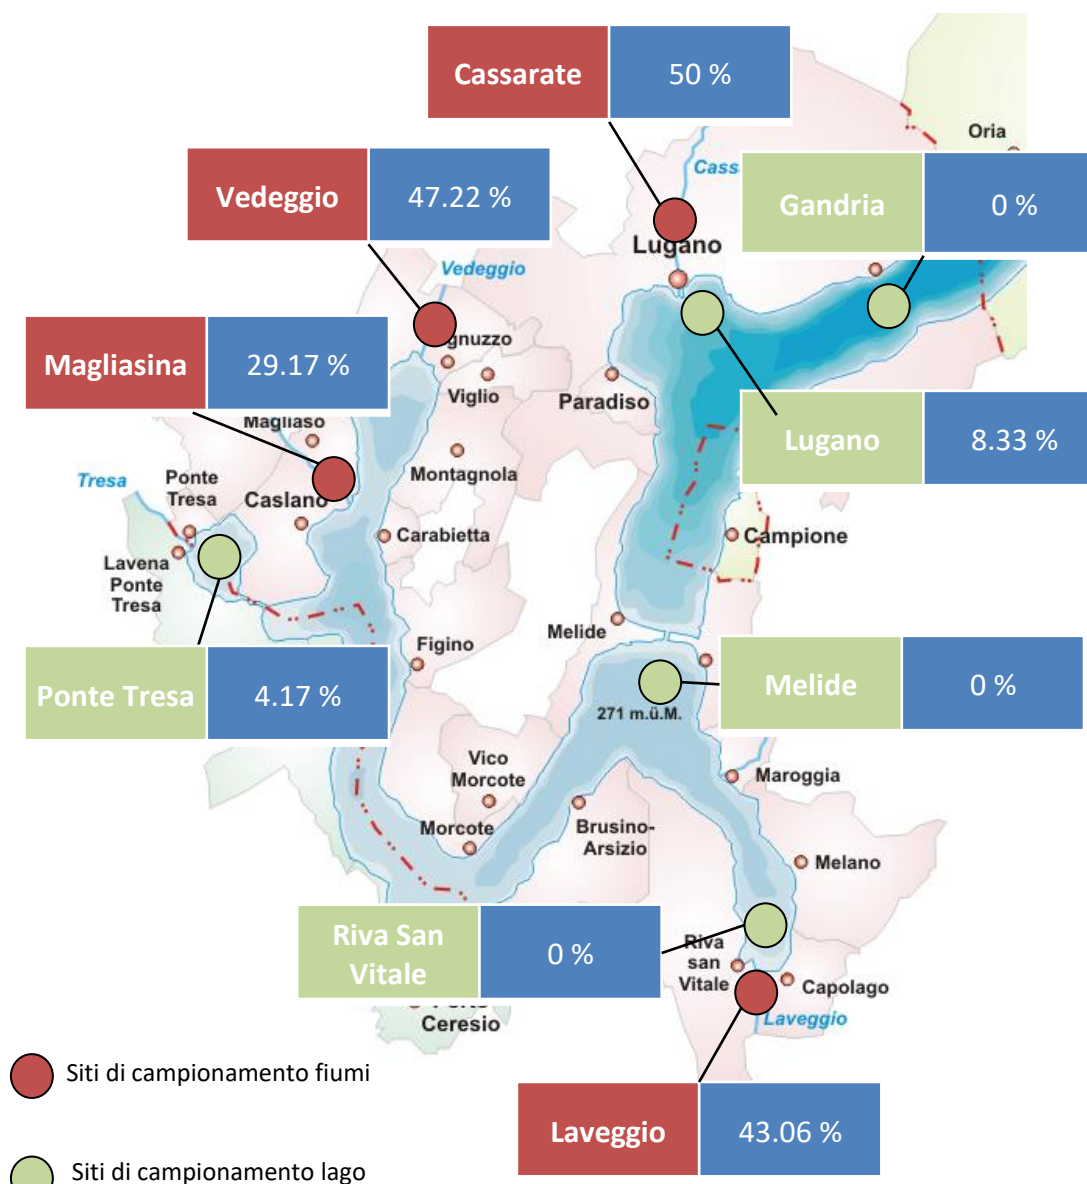 Cassarate 50 %
Oria
Vedeggio 47.22 %
Gandria 0 %
Lugano
Vedeggio
Magliasina 29.17 %
Viglio
Paradiso
Lugano 8.33 %
Magliaso
Montagnola
Tresa
Ponte
Tresa
Caslano
Carabietta
Campione
Lavena
Ponte
Tresa
Melide
Figino
Ponte Tresa 4.17 %
Melide 0 %
271 m.ü.M.
Vico
Morcote
Maroggia
Morcote
Brusino-
Arsizio
Melano
Riva San
Vitale
0 %
Riva
san
Vitale
Capolago
Ceresio
Laveggio
Siti di campionamento fiumi
Laveggio 43.06 %
Siti di campionamento lago